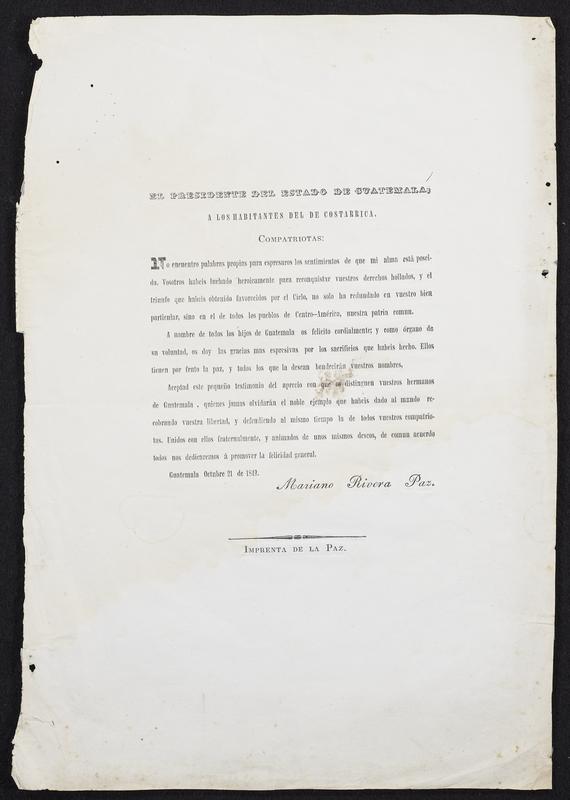 EL PRESIDENTE DEL ESTADO DE GUATEMALA;
A LOS HABITANTES DEL DE COSTARRICA.
COMPATRIOTAS:
No encuentro palabras propias para espresaros los sentimientos de que mi alma está posei-
da. Vosotros habeis luchado heroicamente para reconquistar vuestros derechos hollados, y el
triunfo que habeis obtenido favorecidos por el Cielo, no solo ha redundado en vuestro bien
particular, sino en el de todos los pueblos de Centro-América, nuestra patria comun.
A nombre de todos los hijos de Guatemala os felicito cordialmente; y como órgano de
su voluntad, os doy las gracias mas espresivas por los sacrificios que habeis hecho. Ellos
tienen por fruto la paz, y todos los que la desean bendecirán vuestros nombres.
Aceptad este pequeño testimonio del aprecio con que os distinguen vuestros hermanos
de Guatemala, quienes jamas olvidarán el noble ejemplo que habeis dado al mundo re-
cobrando vuestra libertad, y defendiendo al mismo tiempo la de todos vuestros compatrio-
tas. Unidos con ellos fraternalmente, y animados de unos mismos deseos, de comun acuerdo
todos nos dedicaremos á promover la felicidad general.
Guatemala Octubre 21 de 1842.
Mariano Rivera Paz.
IMPRENTA DE LA PAZ.